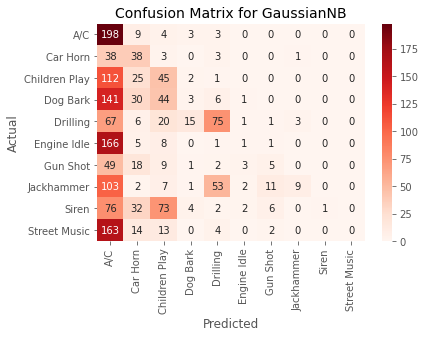 Confusion Matrix for GaussianNB
Actual
A/C 198 9 4 3 3 0 0 0 0 0
Car Horn 38 38 3 0 3 0 0 1 0 0
Children Play 112 25 45 2 1 0 0 0 0 0
Dog Bark 141 30 44 3 6 1 0 0 0 0
Drilling 67 6 20 15 75 1 1 3 0 0
Engine Idle 166 5 8 0 1 1 0 0 0 0
Gun Shot 49 18 9 1 2 3 5 0 0 0
Jackhammer 103 2 7 1 53 2 11 9 0 0
Siren 76 32 73 4 2 2 6 0 1 0
Street Music 163 14 13 0 4 0 2 0 0 0
A/C Car Horn Children Play Dog Bark Drilling Engine Idle Gun Shot Jackhammer Siren Street Music
Predicted
175
150
125
100
75
50
25
0